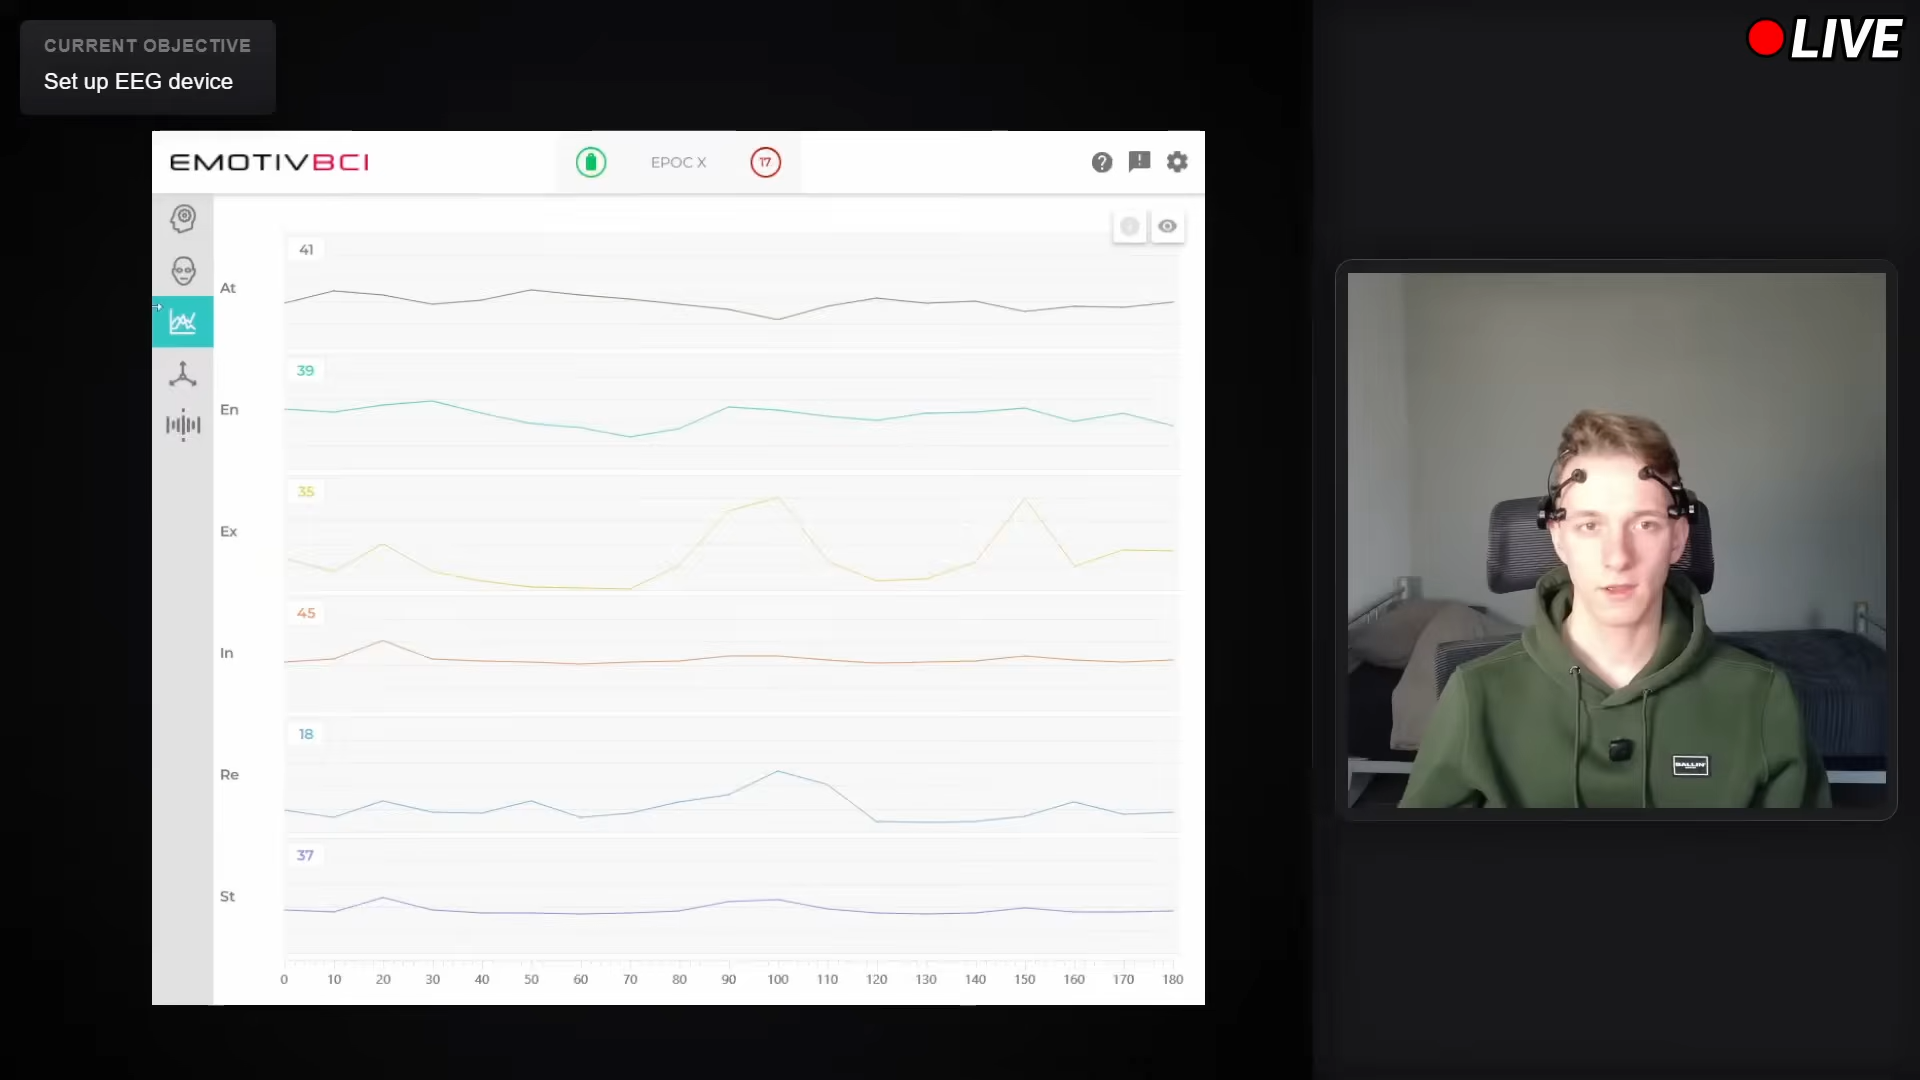 CURRENT OBJECTIVE
Set up EEG device
LIVE
EMOTIVBCI
EPOC X
17
41
At
39
En
35
Ex
45
In
18
Re
37
St
0 10 20 30 40 50 60 70 80 90 100 110 120 130 140 150 160 170 180
BALLIN'